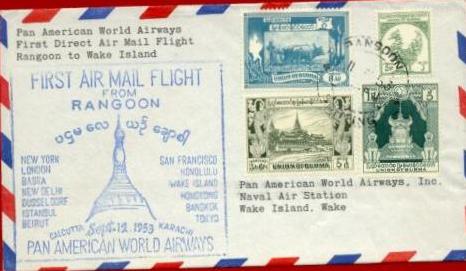 Pan American World Airways
First Direct Air Mail Flight
Rangoon to Wake Island
FIRST AIR MAIL FLIGHT
FROM
RANGOON
NEW YORK
LONDON
BASRA
NEW DELHI
DUSSELDORF
ISTANBUL
BEIRUT
SAN FRANCISCO
HONOLULU
WAKE ISLAND
HONGKONG
BANGKOK
TOKYO
CALCUTTA
KARACHI
Sept. 12 1953
PAN AMERICAN WORLD AIRWAYS
UNION OF BURMA
UNION OF BURMA
UNION OF BURMA
Pan American World Airways, Inc.
Naval Air Station
Wake Island, Wake